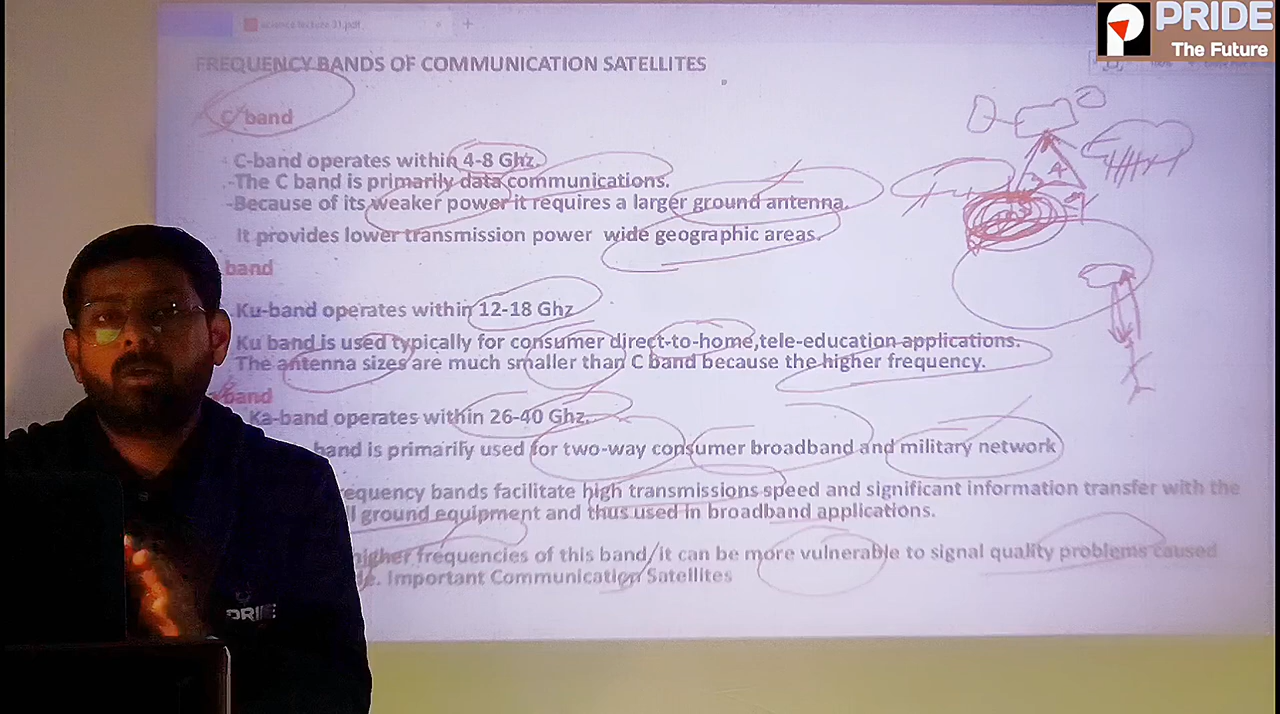 science lecture 31.pdf
PRIDE
The Future
FREQUENCY BANDS OF COMMUNICATION SATELLITES
C band
C-band operates within 4-8 Ghz.
-The C band is primarily data communications.
-Because of its weaker power it requires a larger ground antenna.
It provides lower transmission power wide geographic areas.
band
Ku-band operates within 12-18 Ghz
Ku band is used typically for consumer direct-to-home,tele-education applications.
The antenna sizes are much smaller than C band because the higher frequency.
band
Ka-band operates within 26-40 Ghz.
band is primarily used for two-way consumer broadband and military network
equency bands facilitate high transmissions speed and significant information transfer with the
ground equipment and thus used in broadband applications.
higher frequencies of this band/it can be more vulnerable to signal quality problems caused
Important Communication Satellites
PRIDE